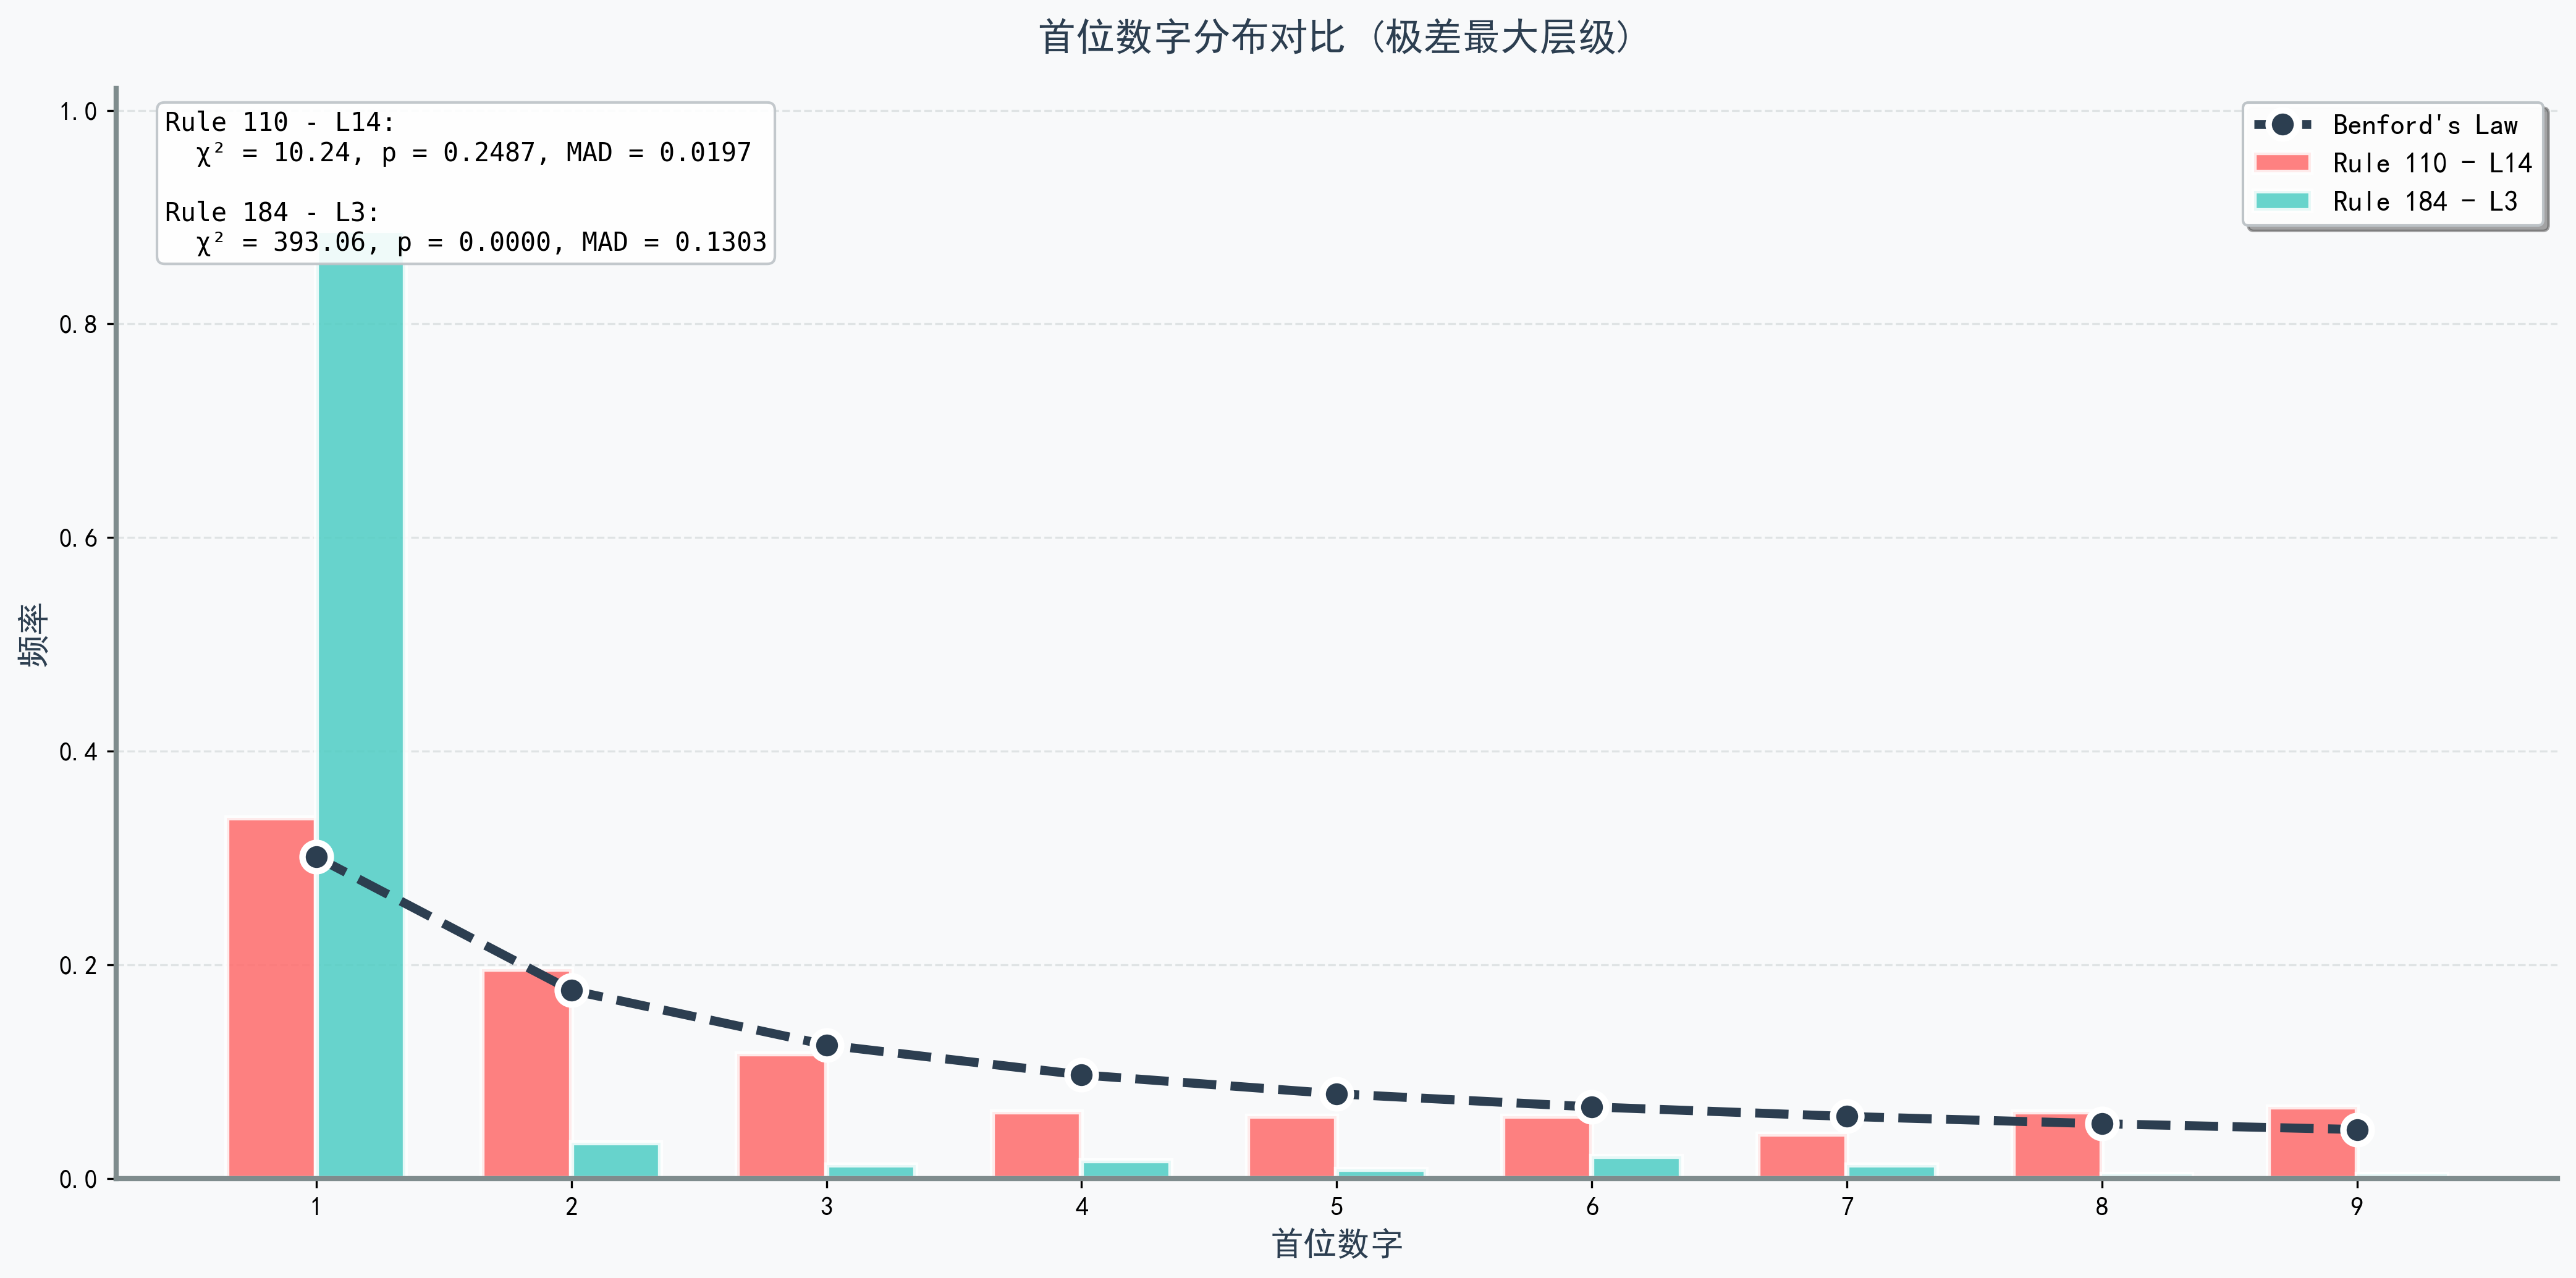 首位数字分布对比 (极差最大层级)
Rule 110 - L14:
χ² = 10.24, p = 0.2487, MAD = 0.0197
Rule 184 - L3:
χ² = 393.06, p = 0.0000, MAD = 0.1303
Benford's Law
Rule 110 - L14
Rule 184 - L3
频率
1.0
0.8
0.6
0.4
0.2
0.0
1 2 3 4 5 6 7 8 9
首位数字